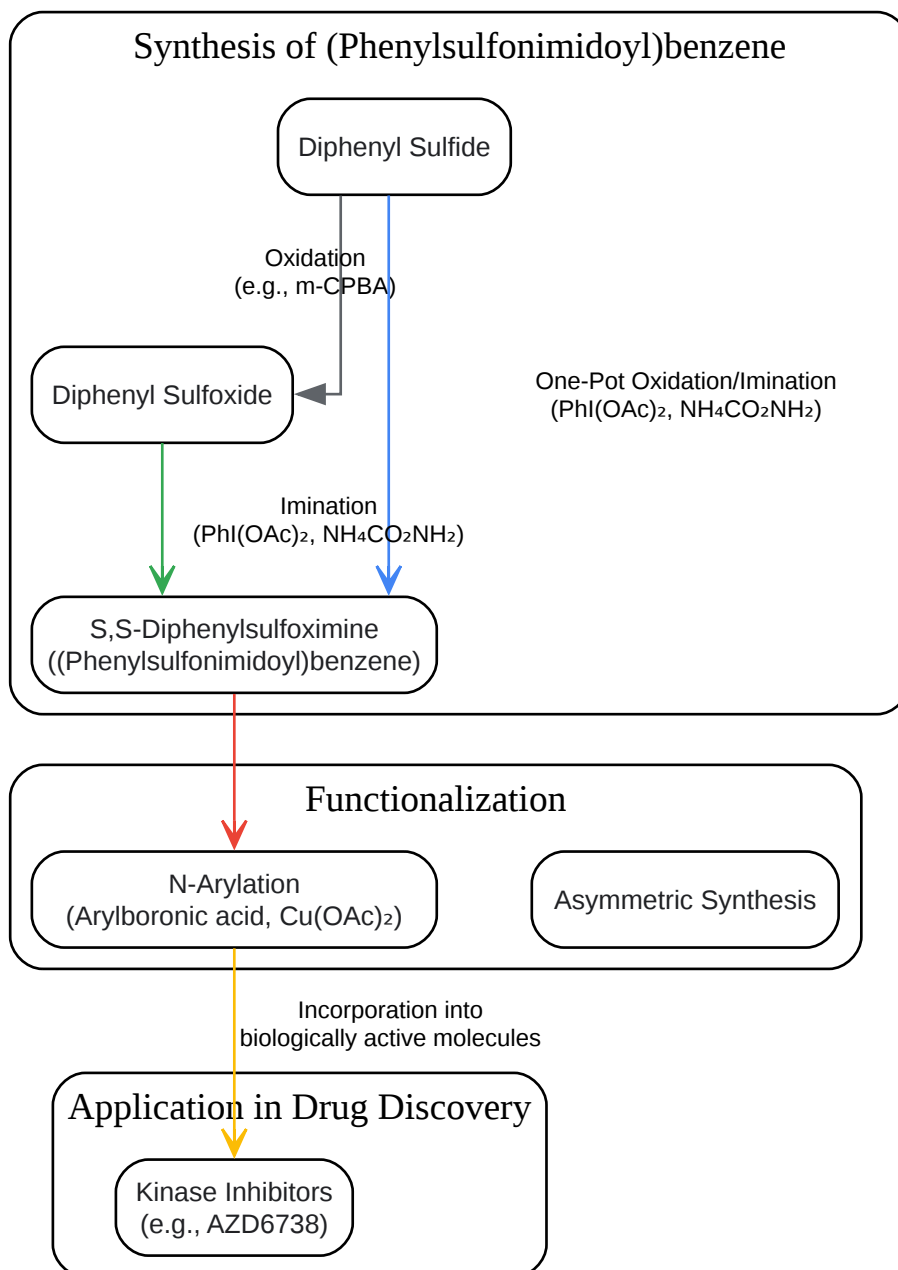 Synthesis of (Phenylsulfonimidoyl)benzene
Diphenyl Sulfide
Oxidation
(e.g., m-CPBA)
Diphenyl Sulfoxide
One-Pot Oxidation/Imination
(PhI(OAc)₂, NH₄CO₂NH₂)
Imination
(PhI(OAc)₂, NH₄CO₂NH₂)
S,S-Diphenylsulfoximine
((Phenylsulfonimidoyl)benzene)
Functionalization
N-Arylation
(Arylboronic acid, Cu(OAc)₂)
Asymmetric Synthesis
Incorporation into
biologically active molecules
Application in Drug Discovery
Kinase Inhibitors
(e.g., AZD6738)